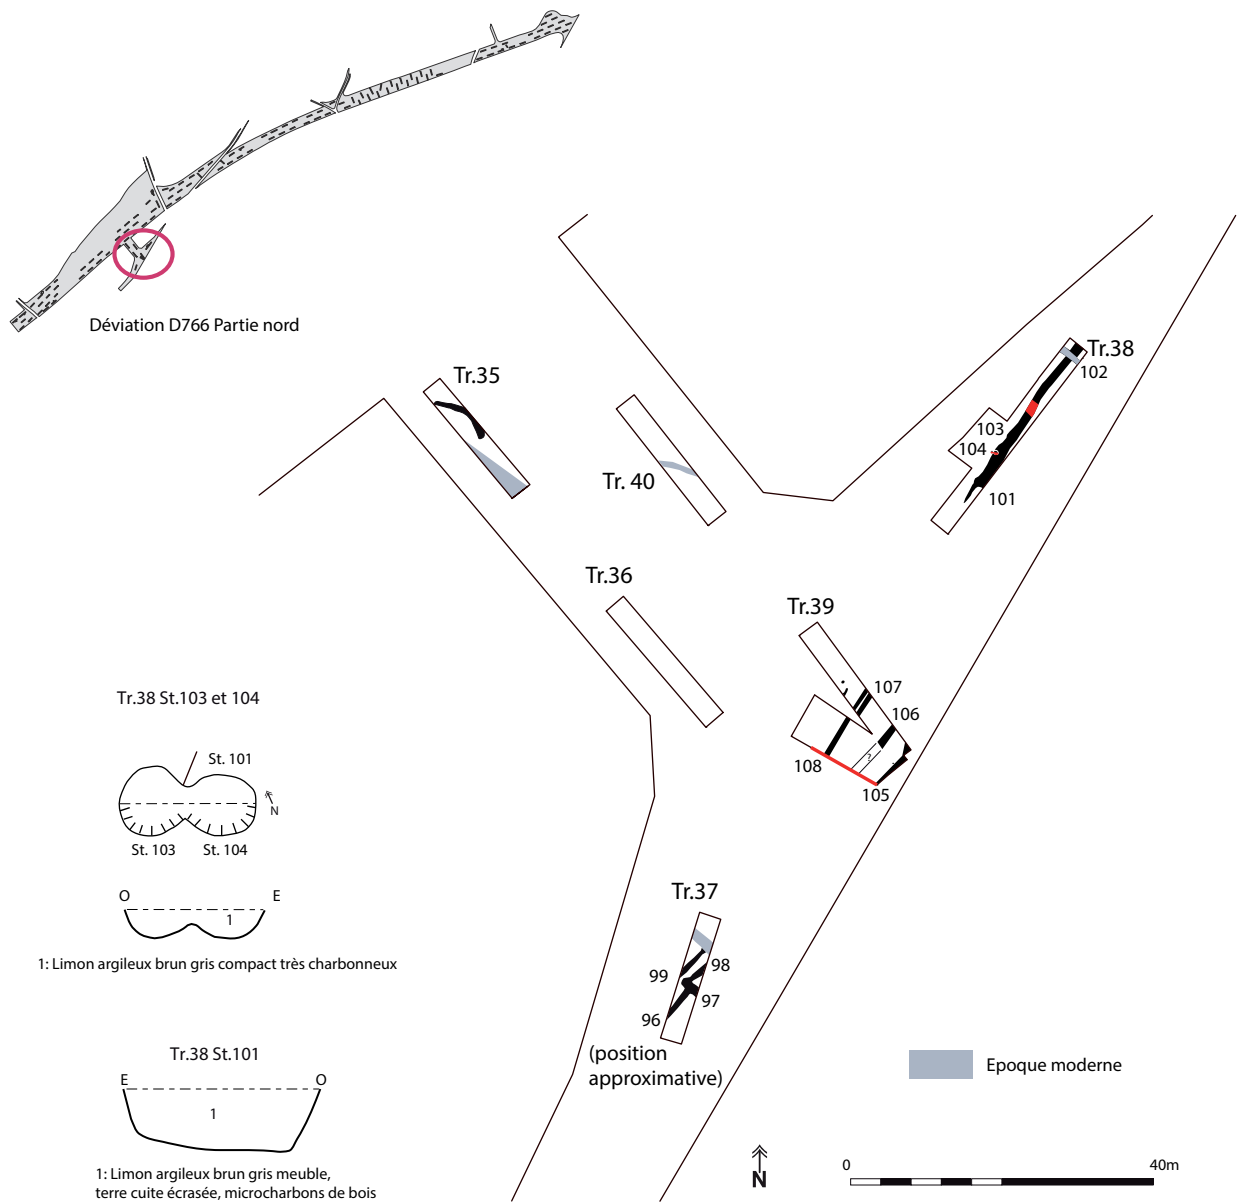 Déviation D766 Partie nord
Tr.35
Tr. 40
Tr.38
102
103
104
101
Tr.36
Tr.39
107
106
?
108
105
Tr.38 St.103 et 104
St. 101
N
St. 103
St. 104
O
E
1
1: Limon argileux brun gris compact très charbonneux
Tr.37
99
98
97
96
(position
approximative)
Tr.38 St.101
E
O
1
1: Limon argileux brun gris meuble,
terre cuite écrasée, microcharbons de bois
Epoque moderne
N
0
40m